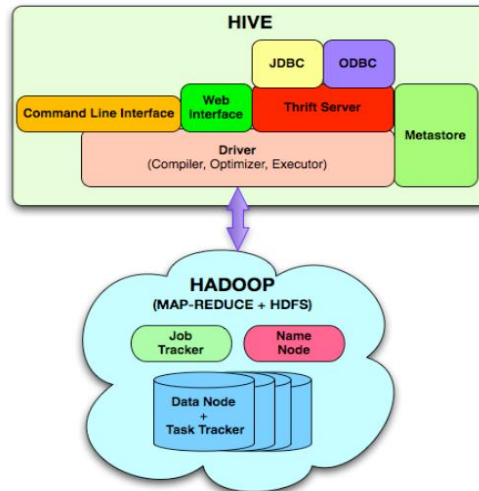 HIVE
JDBC
ODBC
Command Line Interface
Web
Interface
Thrift Server
Metastore
Driver
(Compiler, Optimizer, Executor)
HADOOP
(MAP-REDUCE + HDFS)
Job
Tracker
Name
Node
Data Node
+
Task Tracker